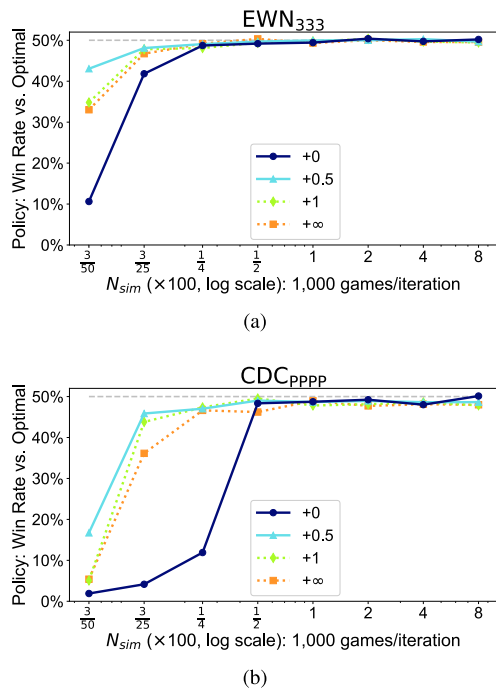 EWN333
Policy: Win Rate vs. Optimal
50%
40%
30%
20%
10%
0%
+0
+0.5
+1
+∞
3/50 3/25 1/4 1/2 1 2 4 8
Nsim (×100, log scale): 1,000 games/iteration
(a)
CDCPPPP
Policy: Win Rate vs. Optimal
50%
40%
30%
20%
10%
0%
+0
+0.5
+1
+∞
3/50 3/25 1/4 1/2 1 2 4 8
Nsim (×100, log scale): 1,000 games/iteration
(b)